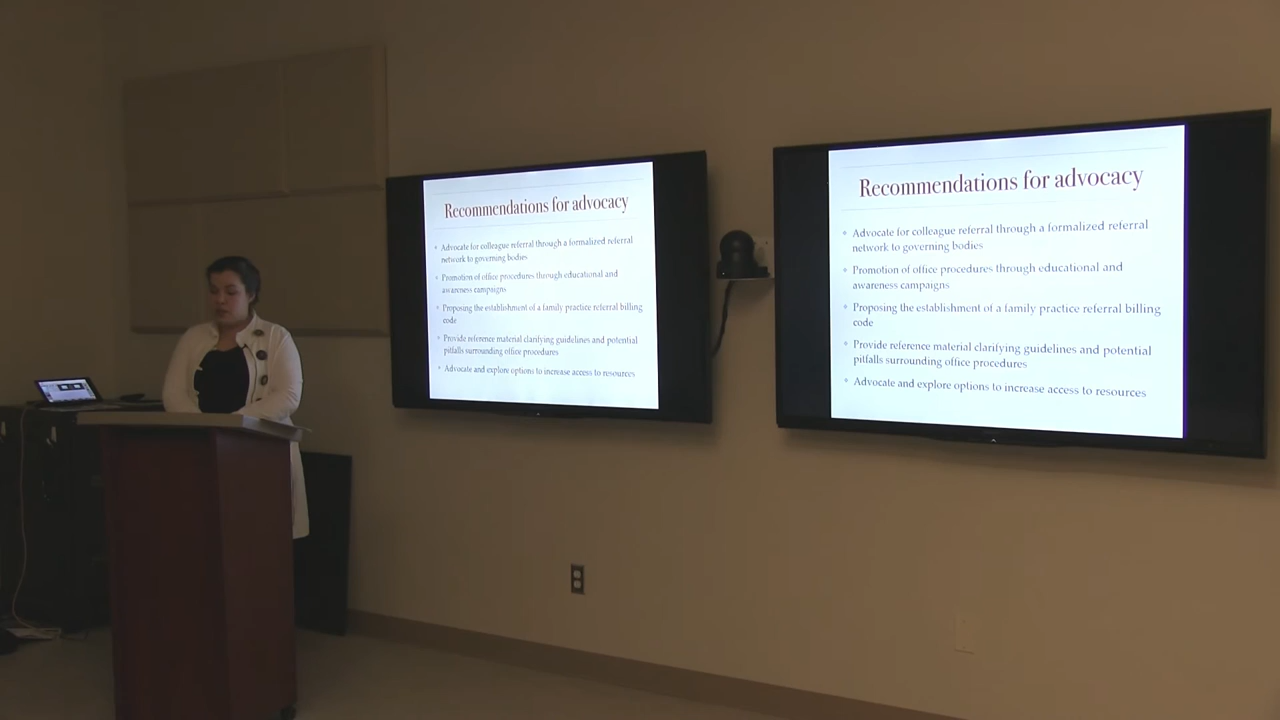 Recommendations for advocacy
Advocate for colleague referral through a formalized referral
network to governing bodies
Promotion of office procedures through educational and
awareness campaigns
Proposing the establishment of a family practice referral billing
code
Provide reference material clarifying guidelines and potential
pitfalls surrounding office procedures
Advocate and explore options to increase access to resources
Recommendations for advocacy
Advocate for colleague referral through a formalized referral
network to governing bodies
Promotion of office procedures through educational and
awareness campaigns
Proposing the establishment of a family practice referral billing
code
Provide reference material clarifying guidelines and potential
pitfalls surrounding office procedures
Advocate and explore options to increase access to resources